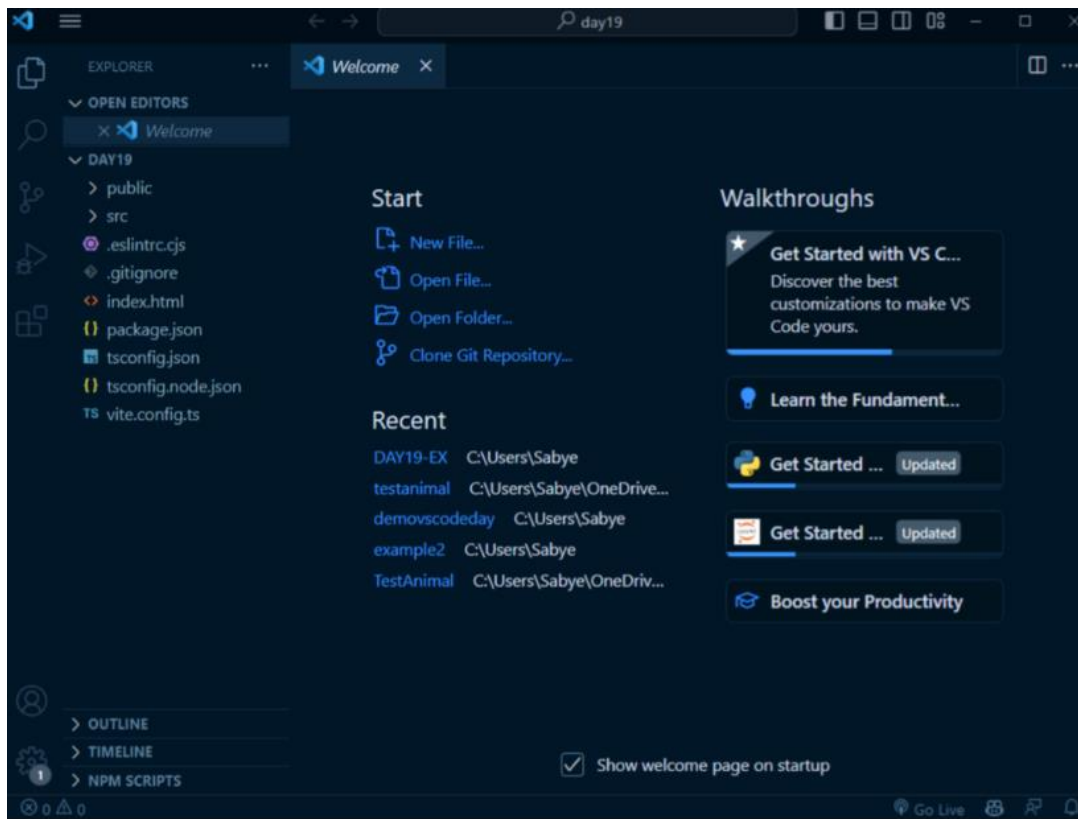 day19
EXPLORER
Welcome
OPEN EDITORS
Welcome
DAY19
public
src
.eslintrc.cjs
.gitignore
index.html
{} package.json
tsconfig.json
{} tsconfig.node.json
TS vite.config.ts
OUTLINE
TIMELINE
NPM SCRIPTS
Start
New File...
Open File...
Open Folder...
Clone Git Repository...
Recent
DAY19-EX C:\Users\Sabye
testanimal C:\Users\Sabye\OneDrive...
demovscodeday C:\Users\Sabye
example2 C:\Users\Sabye
TestAnimal C:\Users\Sabye\OneDriv...
Walkthroughs
Get Started with VS C...
Discover the best
customizations to make VS
Code yours.
Learn the Fundament...
Get Started ... Updated
Get Started ... Updated
Boost your Productivity
Show welcome page on startup
1
0 0
Go Live